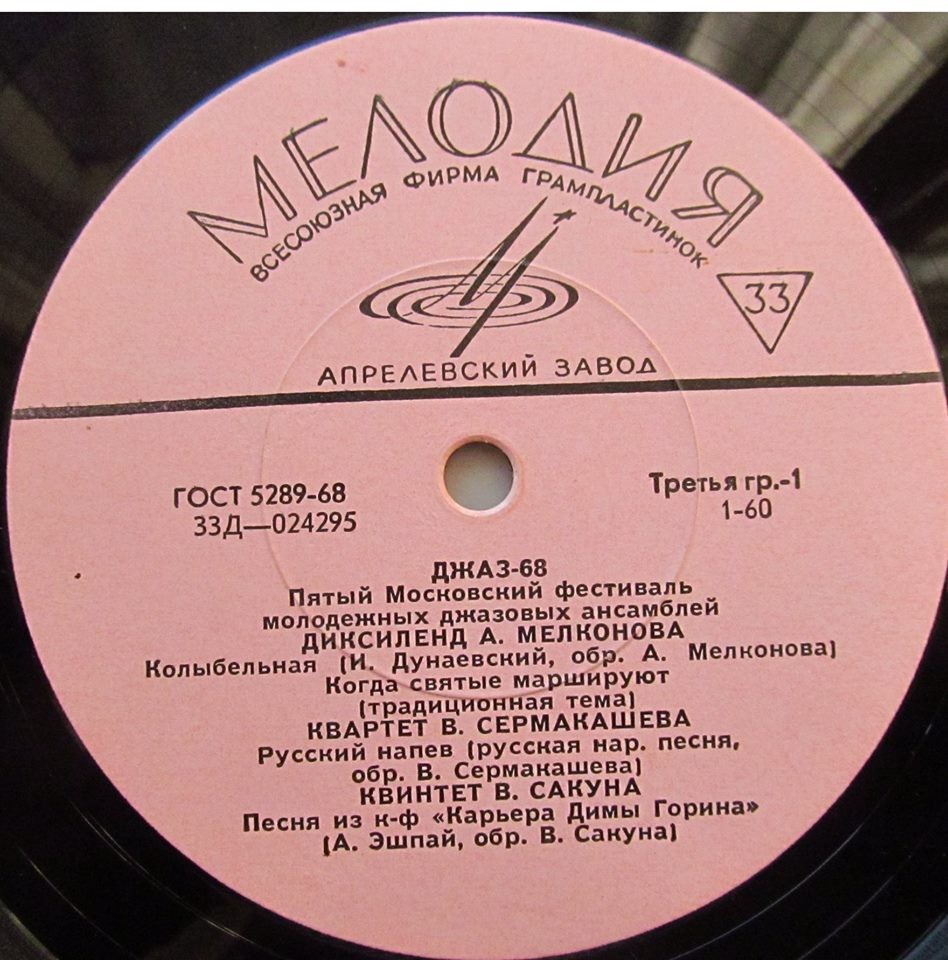 МЕЛОДИЯ
ВСЕСОЮЗНАЯ ФИРМА ГРАМПЛАСТИНОК
33
АПРЕЛЕВСКИЙ ЗАВОД
ГОСТ 5289-68
33Д—024295
Третья гр.-1
1-60
ДЖАЗ-68
Пятый Московский фестиваль
молодежных джазовых ансамблей
ДИКСИЛЕНД А. МЕЛКОНОВА
Колыбельная (И. Дунаевский, обр. А. Мелконова)
Когда святые маршируют
(традиционная тема)
КВАРТЕТ В. СЕРМАКАШЕВА
Русский напев (русская нар. песня,
обр. В. Сермакашева)
КВИНТЕТ В. САКУНА
Песня из к-ф «Карьера Димы Горина»
(А. Эшпай, обр. В. Сакуна)